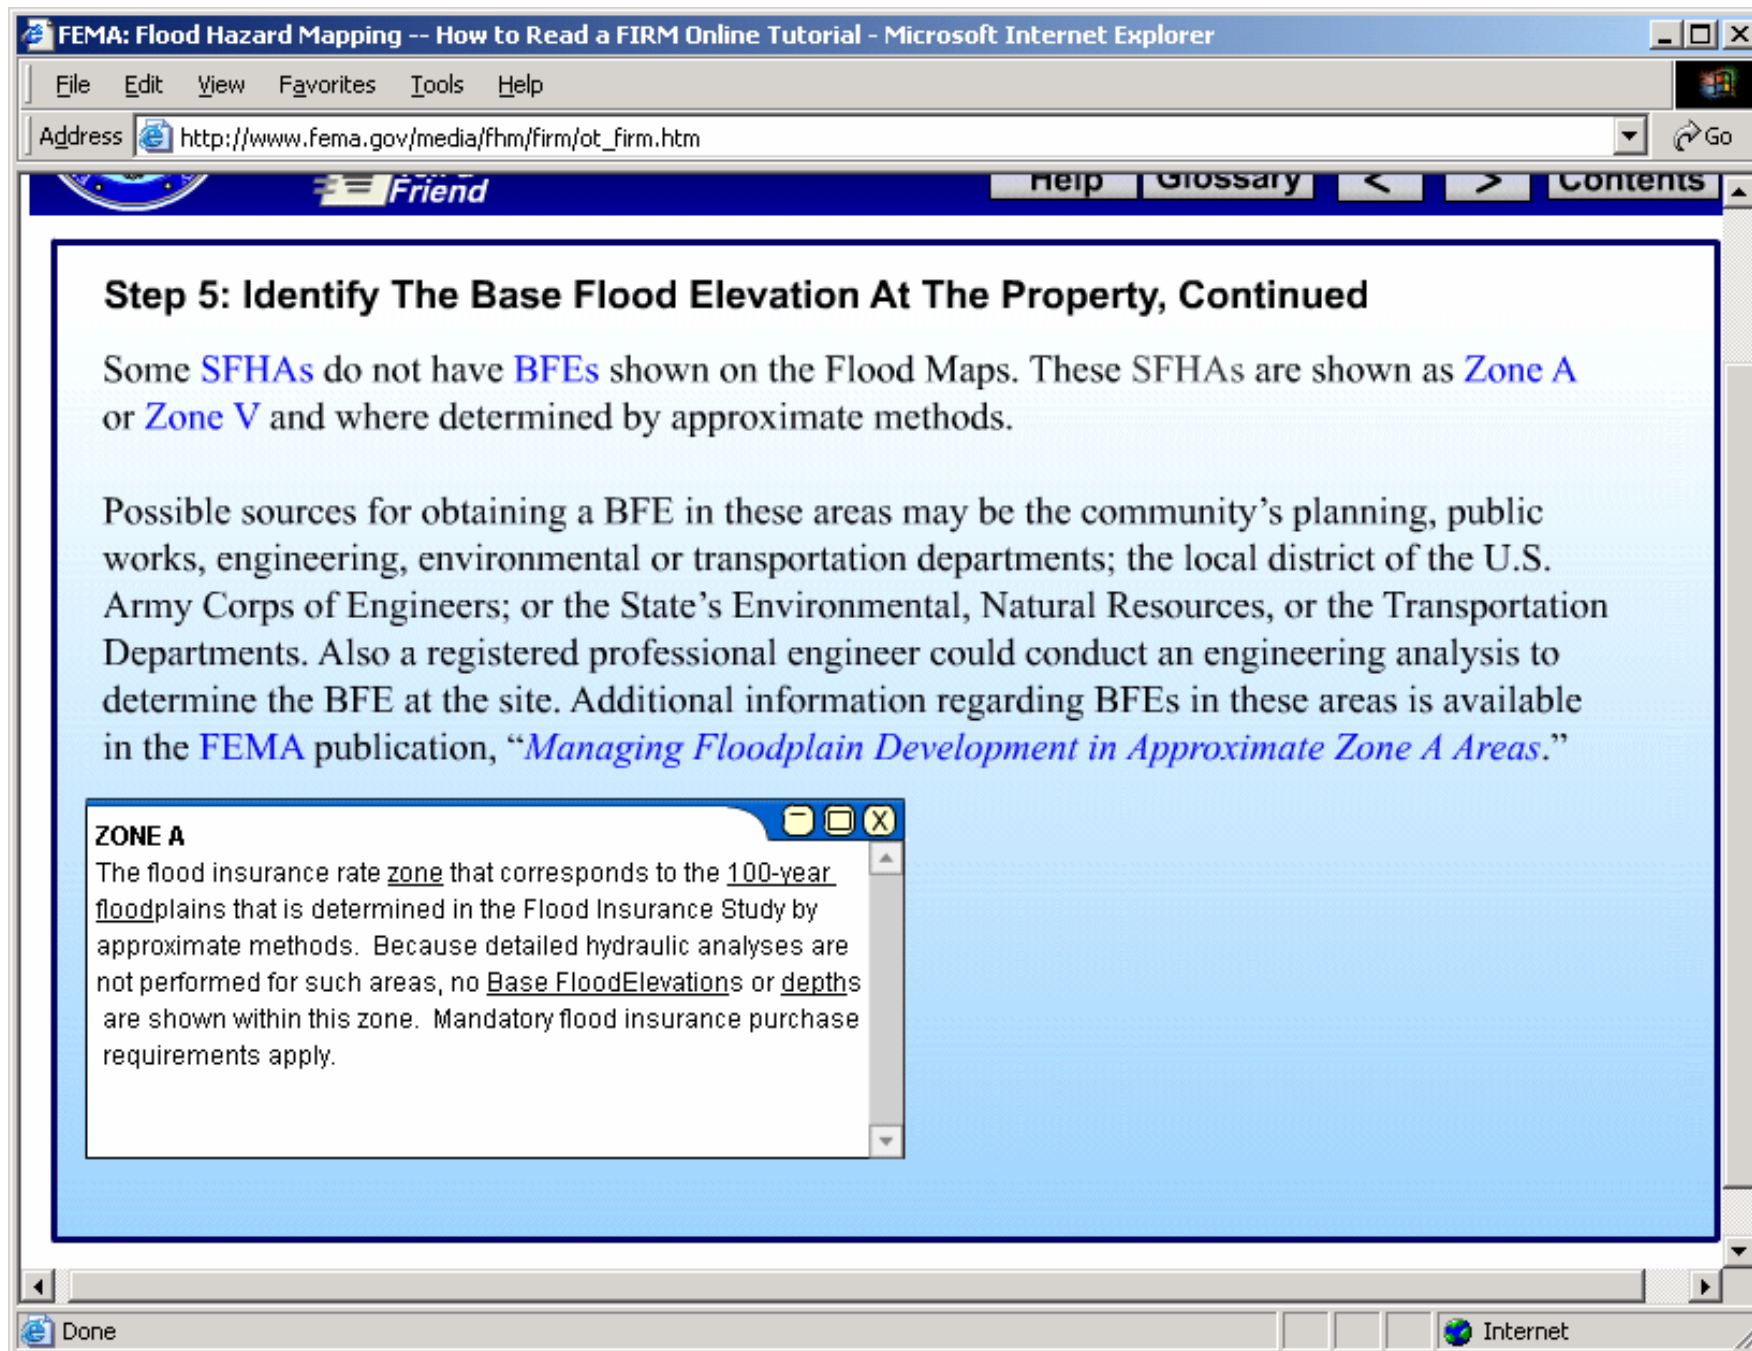 FEMA: Flood Hazard Mapping -- How to Read a FIRM Online Tutorial - Microsoft Internet Explorer
File Edit View Favorites Tools Help
Address http://www.fema.gov/media/fhm/firm/ot_firm.htm Go
Friend Help Glossary < > Contents
Step 5: Identify The Base Flood Elevation At The Property, Continued
Some SFHAs do not have BFEs shown on the Flood Maps. These SFHAs are shown as Zone A
or Zone V and where determined by approximate methods.
Possible sources for obtaining a BFE in these areas may be the community’s planning, public
works, engineering, environmental or transportation departments; the local district of the U.S.
Army Corps of Engineers; or the State’s Environmental, Natural Resources, or the Transportation
Departments. Also a registered professional engineer could conduct an engineering analysis to
determine the BFE at the site. Additional information regarding BFEs in these areas is available
in the FEMA publication, “Managing Floodplain Development in Approximate Zone A Areas.”
ZONE A
The flood insurance rate zone that corresponds to the 100-year
floodplains that is determined in the Flood Insurance Study by
approximate methods. Because detailed hydraulic analyses are
not performed for such areas, no Base FloodElevations or depths
are shown within this zone. Mandatory flood insurance purchase
requirements apply.
Done Internet